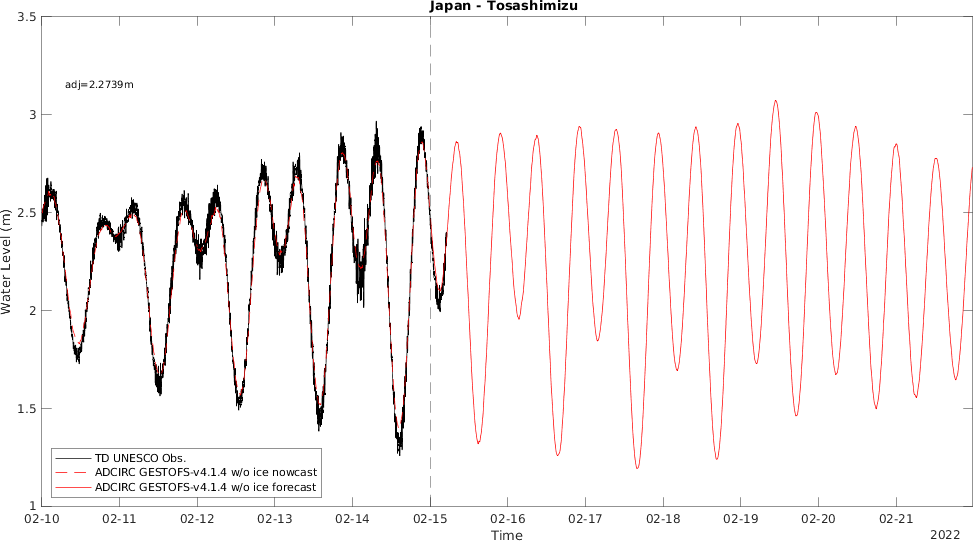 Japan - Tosashimizu
3.5
adj=2.2739m
3
2.5
Water Level (m)
2
1.5
TD UNESCO Obs.
ADCIRC GESTOFS-v4.1.4 w/o ice nowcast
ADCIRC GESTOFS-v4.1.4 w/o ice forecast
1
02-10 02-11 02-12 02-13 02-14 02-15 02-16 02-17 02-18 02-19 02-20 02-21
Time
2022